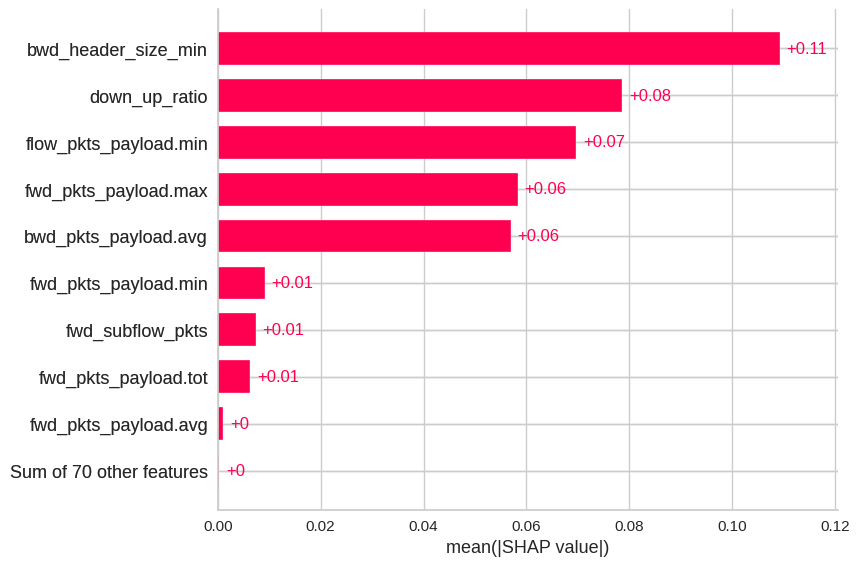 bwd_header_size_min +0.11
down_up_ratio +0.08
flow_pkts_payload.min +0.07
fwd_pkts_payload.max +0.06
bwd_pkts_payload.avg +0.06
fwd_pkts_payload.min +0.01
fwd_subflow_pkts +0.01
fwd_pkts_payload.tot +0.01
fwd_pkts_payload.avg +0
Sum of 70 other features +0
0.00 0.02 0.04 0.06 0.08 0.10 0.12
mean(|SHAP value|)